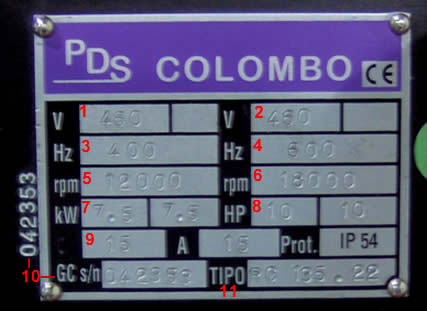 PDS COLOMBO CE
V 1 460 V 2 460
Hz 3 400 Hz 4 600
rpm 5 12000 rpm 6 18000
kW 7 7.5 7.5 HP 8 10 10
9 15 A 15 Prot. IP 54
10 GC s/n 042353 TIPO RC 135.22
11
042353